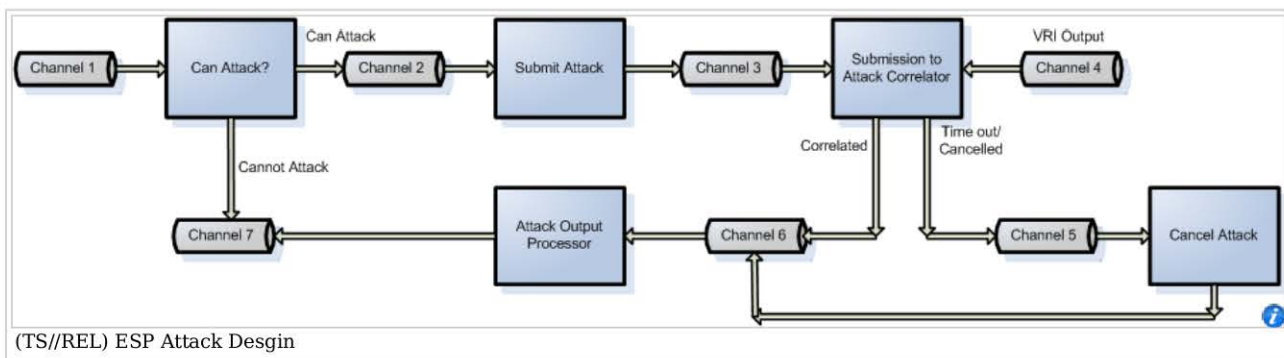 Channel 1
Can Attack?
Can Attack
Channel 2
Submit Attack
Channel 3
Submission to
Attack Correlator
VRI Output
Channel 4
Cannot Attack
Correlated
Time out/
Cancelled
Channel 7
Attack Output
Processor
Channel 6
Channel 5
Cancel Attack
i
(TS//REL) ESP Attack Desgin